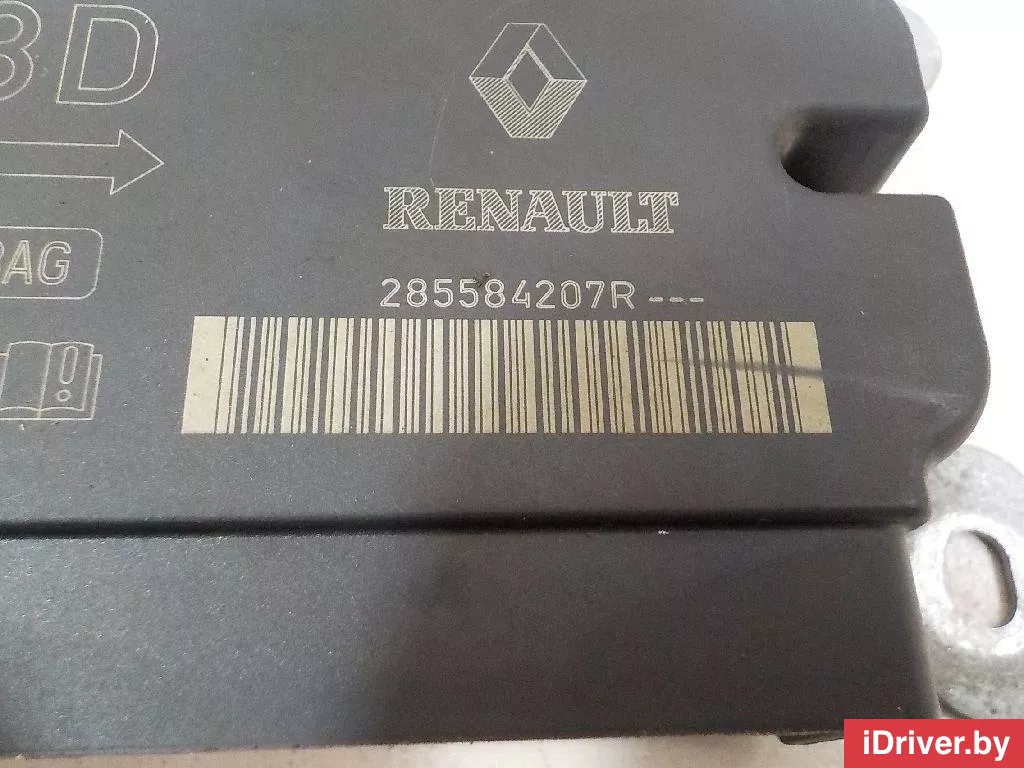 RENAULT
285584207R ---
iDriver.by